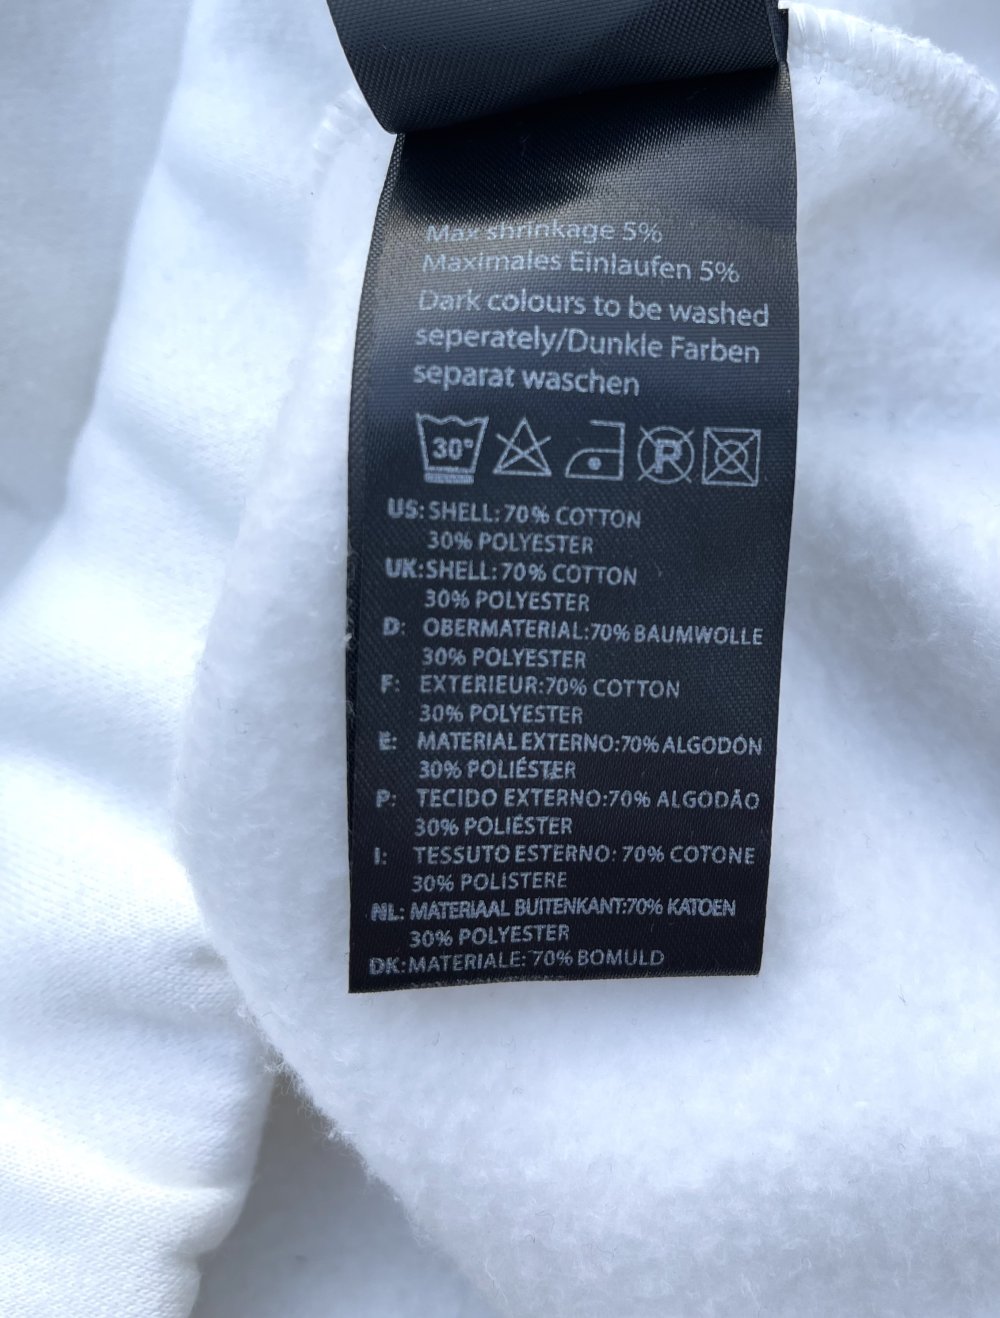 Max shrinkage 5%
Maximales Einlaufen 5%
Dark colours to be washed
seperately/Dunkle Farben
separat waschen
30° R
US: SHELL: 70% COTTON
30% POLYESTER
UK: SHELL: 70% COTTON
30% POLYESTER
D: OBERMATERIAL: 70% BAUMWOLLE
30% POLYESTER
F: EXTERIEUR: 70% COTTON
30% POLYESTER
E: MATERIAL EXTERNO: 70% ALGODÓN
30% POLIÉSTER
P: TECIDO EXTERNO: 70% ALGODÃO
30% POLIÉSTER
I: TESSUTO ESTERNO: 70% COTONE
30% POLISTERE
NL: MATERIAAL BUITENKANT: 70% KATOEN
30% POLYESTER
DK: MATERIALE: 70% BOMULD